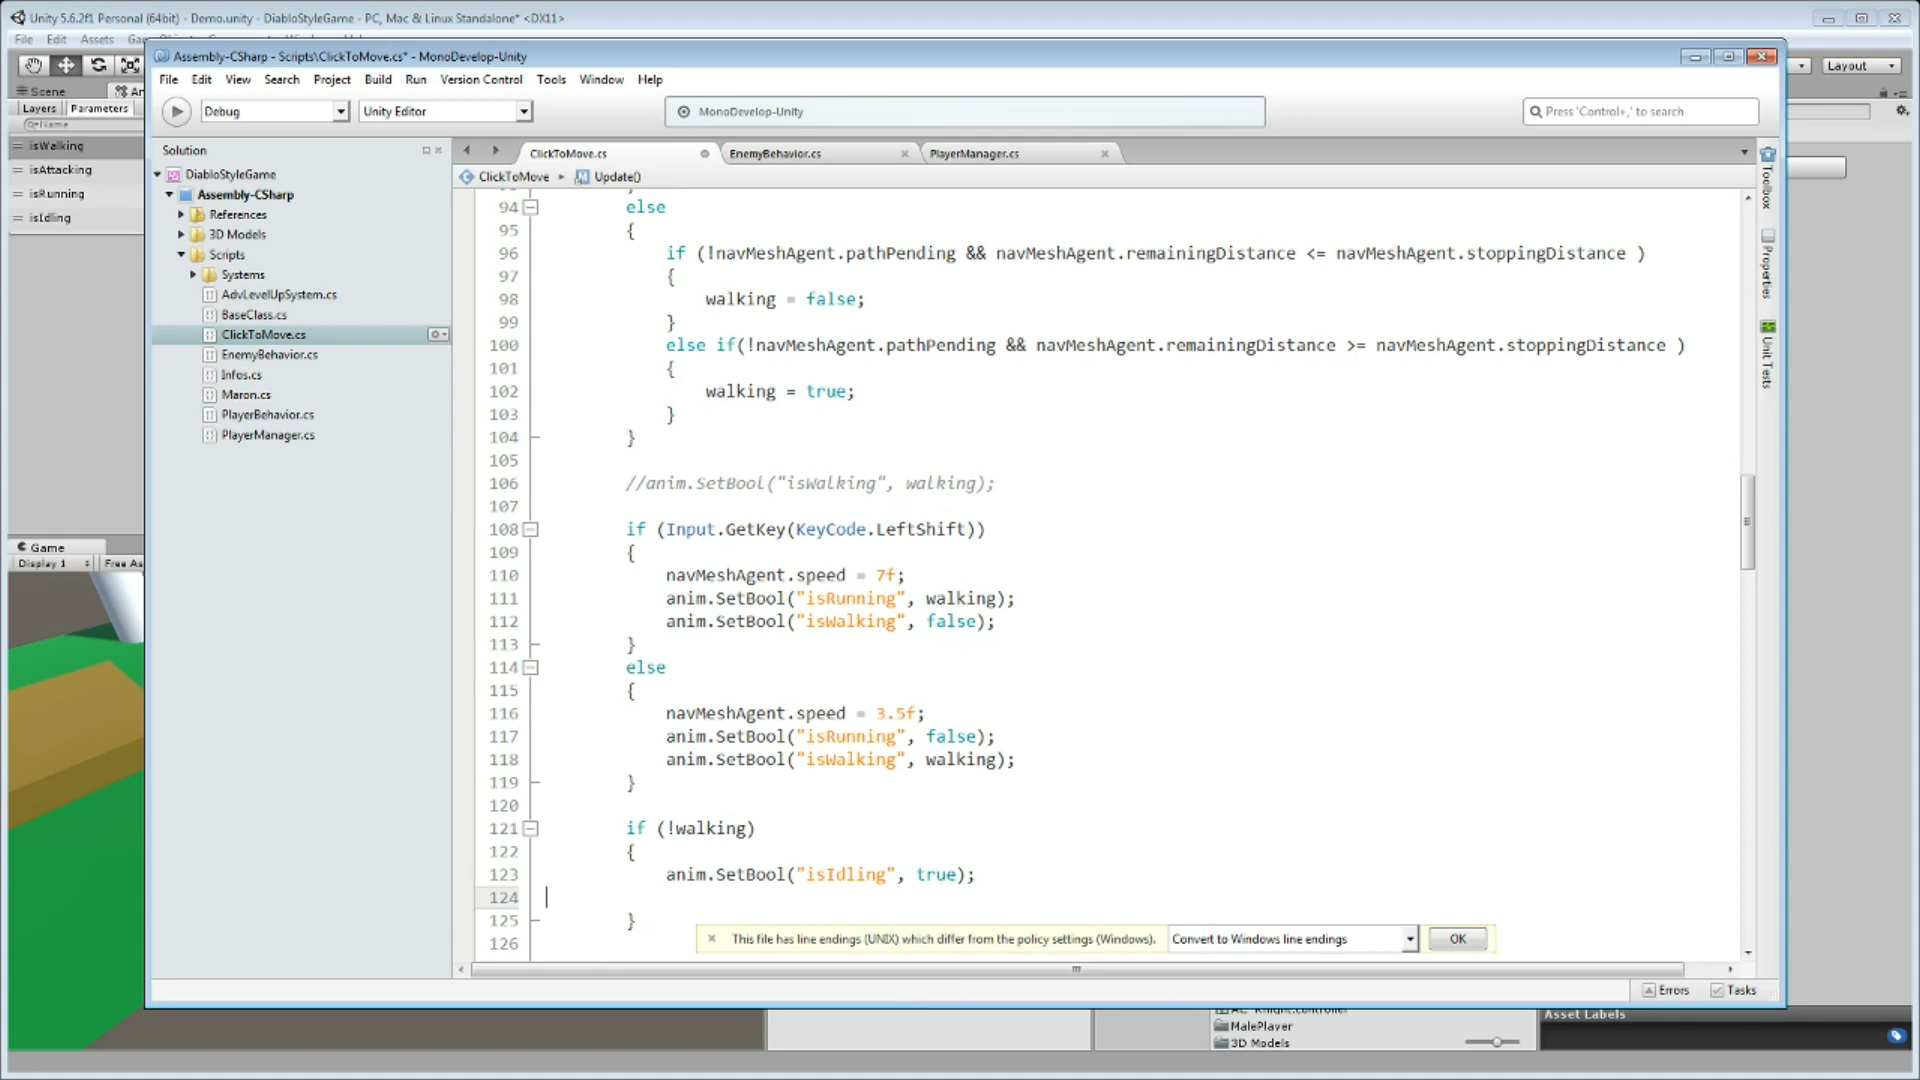 Unity 5.6.2f1 Personal (64bit) - Demo.unity - DiabloStyleGame - PC, Mac & Linux Standalone* <DX11>
File Edit Assets
Layout
Scene
Layers Parameters
Name
isWalking
isAttacking
isRunning
isIdling
Game
Display 1
Free As
Assembly-CSharp - Scripts\ClickToMove.cs* - MonoDevelop-Unity
File Edit View Search Project Build Run Version Control Tools Window Help
Debug Unity Editor MonoDevelop-Unity Press 'Control+,' to search
Solution
DiabloStyleGame
Assembly-CSharp
References
3D Models
Scripts
Systems
AdvLevelUpSystem.cs
BaseClass.cs
ClickToMove.cs
EnemyBehavior.cs
Infos.cs
Maron.cs
PlayerBehavior.cs
PlayerManager.cs
ClickToMove.cs EnemyBehavior.cs PlayerManager.cs
ClickToMove Update()
94 else
95 {
96 if (!navMeshAgent.pathPending && navMeshAgent.remainingDistance <= navMeshAgent.stoppingDistance )
97 {
98 walking = false;
99 }
100 else if(!navMeshAgent.pathPending && navMeshAgent.remainingDistance >= navMeshAgent.stoppingDistance )
101 {
102 walking = true;
103 }
104 }
105
106 //anim.SetBool("isWalking", walking);
107
108 if (Input.GetKey(KeyCode.LeftShift))
109 {
110 navMeshAgent.speed = 7f;
111 anim.SetBool("isRunning", walking);
112 anim.SetBool("isWalking", false);
113 }
114 else
115 {
116 navMeshAgent.speed = 3.5f;
117 anim.SetBool("isRunning", false);
118 anim.SetBool("isWalking", walking);
119 }
120
121 if (!walking)
122 {
123 anim.SetBool("isIdling", true);
124
125 }
126
This file has line endings (UNIX) which differ from the policy settings (Windows). Convert to Windows line endings OK
Toolbox
Properties
Unit Tests
Errors Tasks
MalePlayer
3D Models
Asset Labels